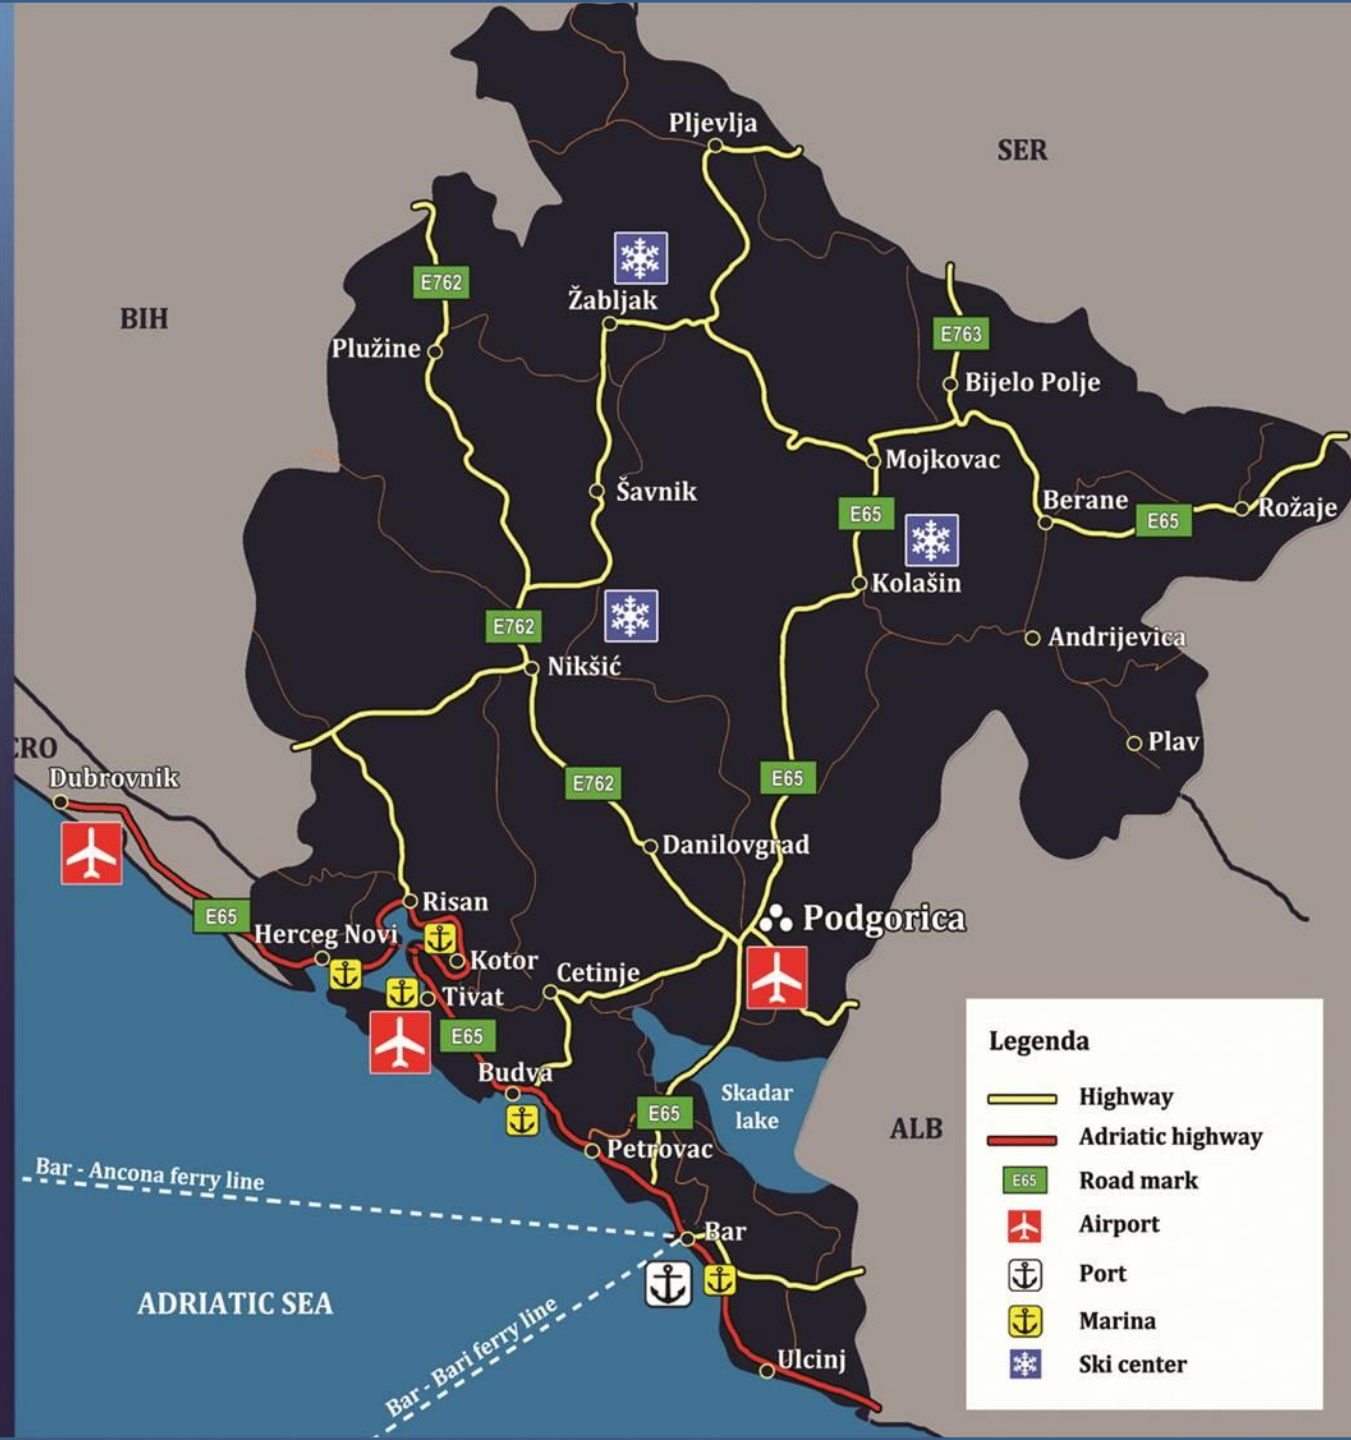 Pljevlja
SER
E762
Žabljak
BIH
E763
Plužine
Bijelo Polje
Mojkovac
Šavnik
Berane
E65
E65
Rožaje
Kolašin
E762
Andrijevica
Nikšić
Plav
CRO
Dubrovnik
E762
E65
Danilovgrad
Risan
E65
Podgorica
Herceg Novi
Kotor
Cetinje
Tivat
E65
Budva
Skadar
lake
E65
ALB
Petrovac
Bar - Ancona ferry line
Bar
ADRIATIC SEA
Bar - Bari ferry line
Ulcinj
Legenda
Highway
Adriatic highway
E65
Road mark
Airport
Port
Marina
Ski center